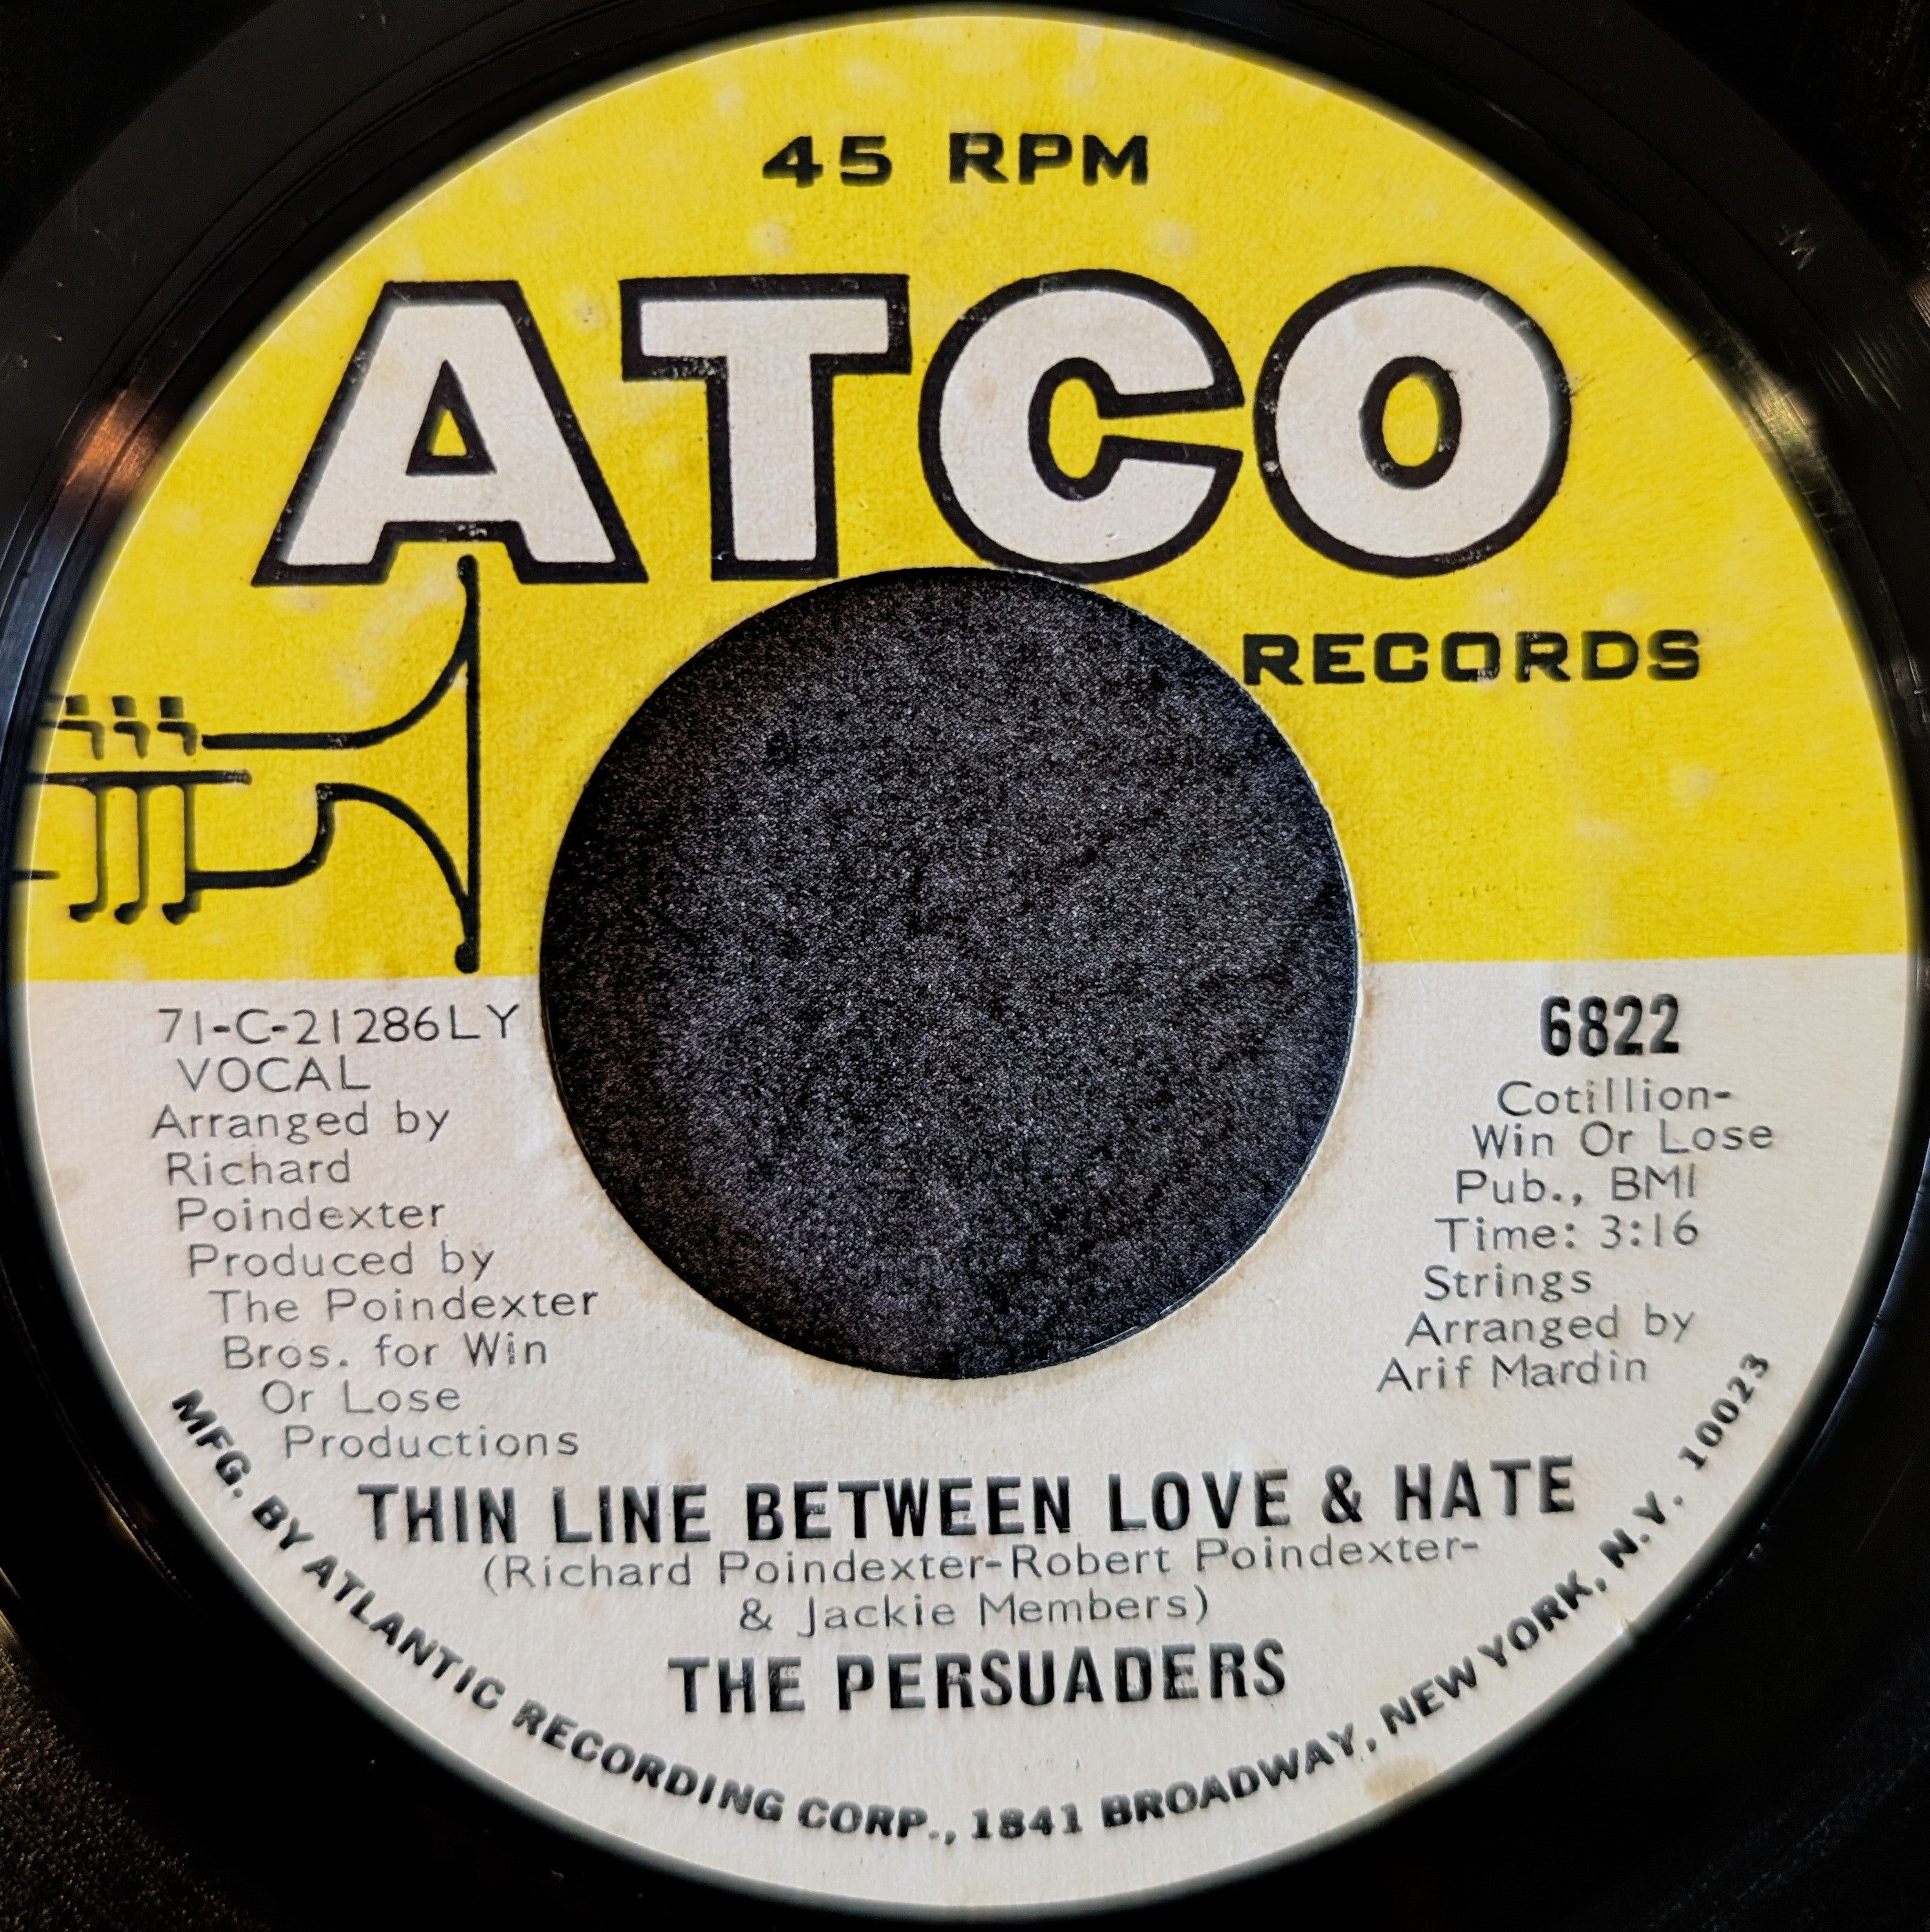 45 RPM
ATCO
RECORDS
71-C-21286LY
VOCAL
Arranged by
Richard
Poindexter
Produced by
The Poindexter
Bros. for Win
Or Lose
Productions
6822
Cotillion-
Win Or Lose
Pub., BMI
Time: 3:16
Strings
Arranged by
Arif Mardin
THIN LINE BETWEEN LOVE & HATE
(Richard Poindexter-Robert Poindexter-
& Jackie Members)
THE PERSUADERS
MFG. BY ATLANTIC RECORDING CORP., 1841 BROADWAY, NEW YORK, N.Y. 10023